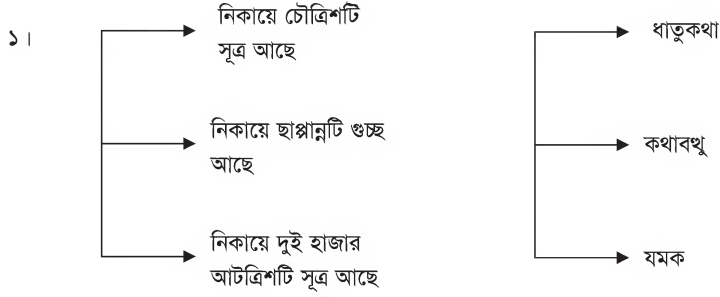 ১।
নিকায়ে চৌত্রিশটি
সূত্র আছে
নিকায়ে ছাপ্পান্নটি গুচ্ছ
আছে
নিকায়ে দুই হাজার
আটত্রিশটি সূত্র আছে
ধাতুকথা
কথাবত্থু
যমক